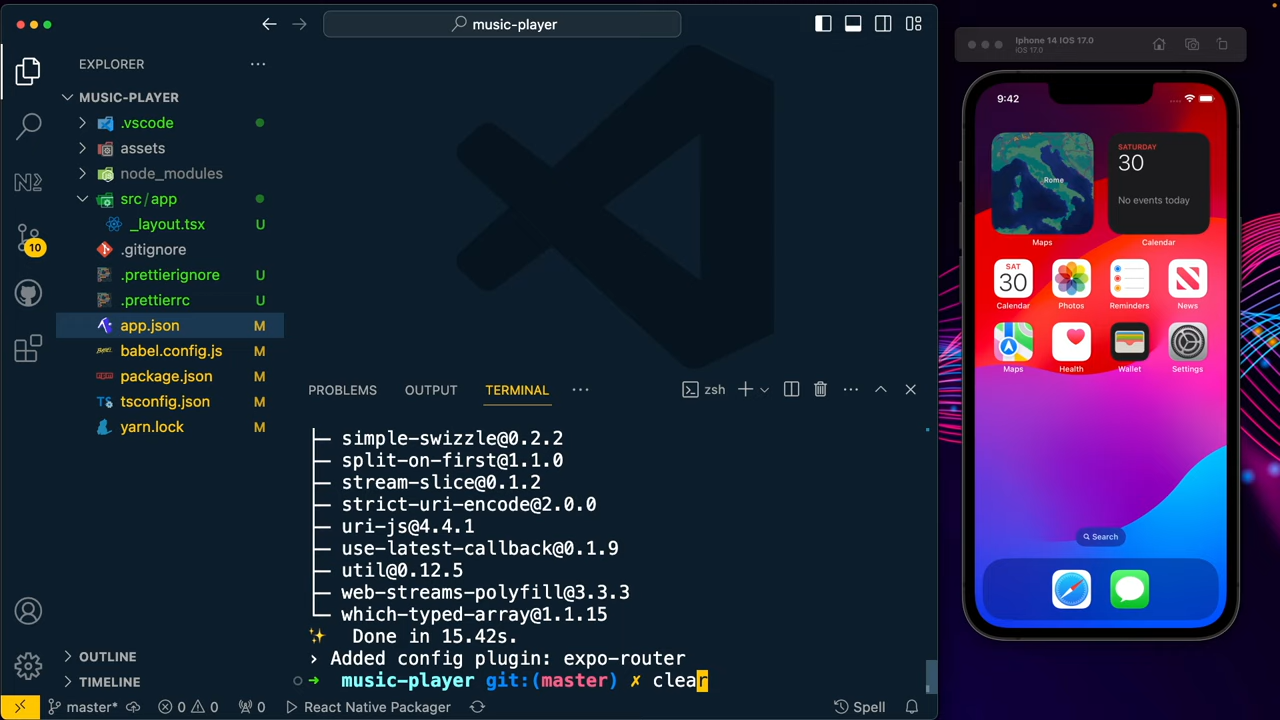 music-player
EXPLORER
MUSIC-PLAYER
.vscode
assets
node_modules
src/app
_layout.tsx U
.gitignore
.prettierignore U
.prettierrc U
app.json M
babel.config.js M
package.json M
TS tsconfig.json M
yarn.lock M
10
OUTLINE
TIMELINE
PROBLEMS OUTPUT TERMINAL zsh
├─ simple-swizzle@0.2.2
├─ split-on-first@1.1.0
├─ stream-slice@0.1.2
├─ strict-uri-encode@2.0.0
├─ uri-js@4.4.1
├─ use-latest-callback@0.1.9
├─ util@0.12.5
├─ web-streams-polyfill@3.3.3
└─ which-typed-array@1.1.15
✨ Done in 15.42s.
› Added config plugin: expo-router
➜ music-player git:(master) ✗ clear
master* 0 0 0 React Native Packager Spell
Iphone 14 IOS 17.0
iOS 17.0
9:42
Rome
Maps
SATURDAY
30
No events today
Calendar
SAT
30
Calendar Photos Reminders News
Maps Health Wallet Settings
Search